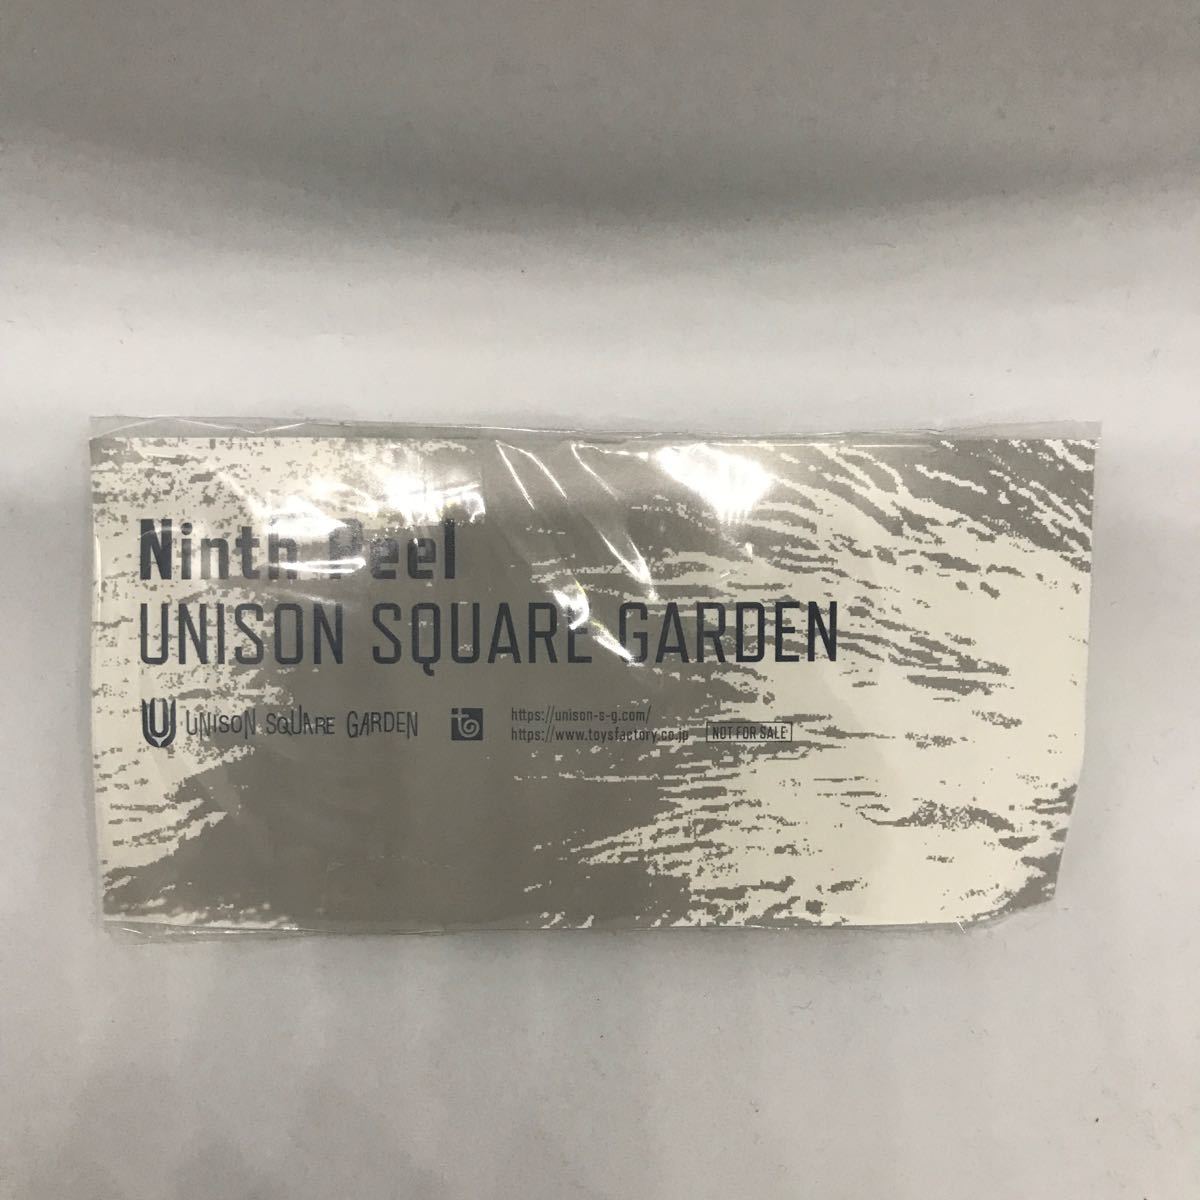 Ninth Peel
UNISON SQUARE GARDEN
UNISON SQUARE GARDEN
https://unison-s-g.com/
https://www.toysfactory.co.jp NOT FOR SALE